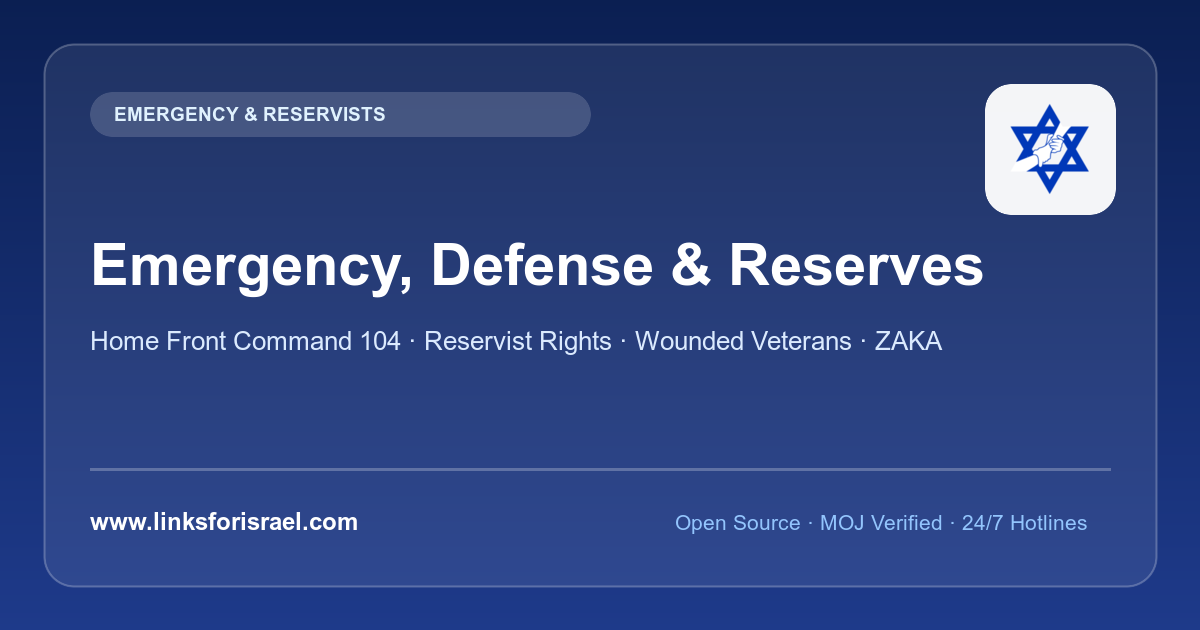 EMERGENCY & RESERVISTS
Emergency, Defense & Reserves
Home Front Command 104 · Reservist Rights · Wounded Veterans · ZAKA
www.linksforisrael.com
Open Source · MOJ Verified · 24/7 Hotlines